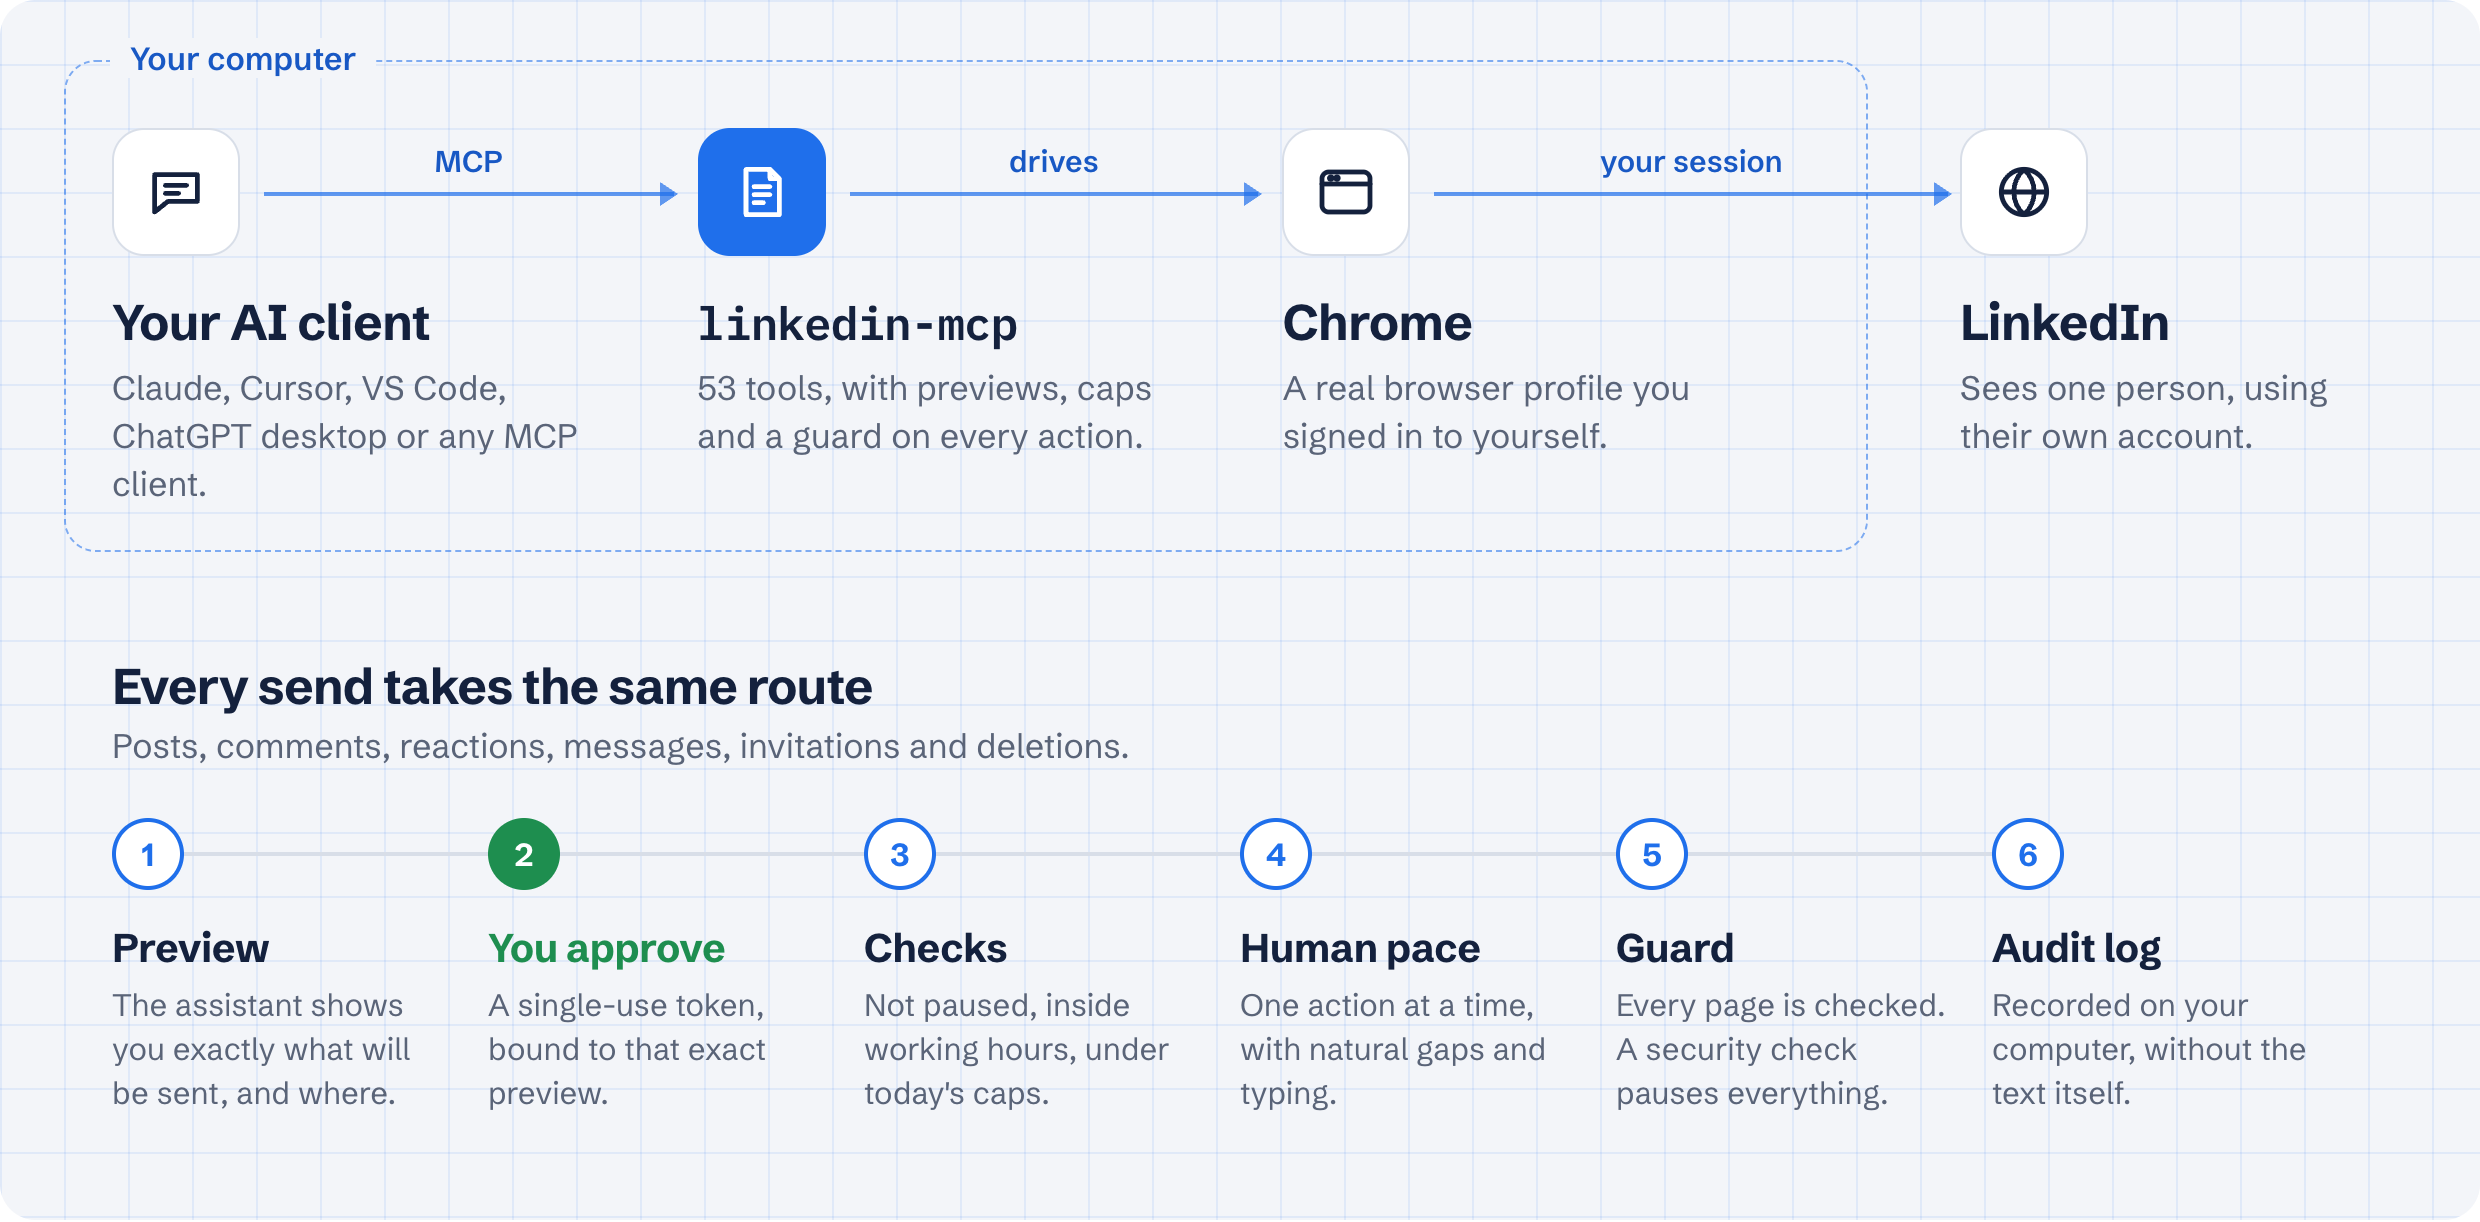 Your computer
MCP
drives
your session
Your AI client
Claude, Cursor, VS Code,
ChatGPT desktop or any MCP
client.
linkedin-mcp
53 tools, with previews, caps
and a guard on every action.
Chrome
A real browser profile you
signed in to yourself.
LinkedIn
Sees one person, using
their own account.
Every send takes the same route
Posts, comments, reactions, messages, invitations and deletions.
1
Preview
The assistant shows
you exactly what will
be sent, and where.
2
You approve
A single-use token,
bound to that exact
preview.
3
Checks
Not paused, inside
working hours, under
today's caps.
4
Human pace
One action at a time,
with natural gaps and
typing.
5
Guard
Every page is checked.
A security check
pauses everything.
6
Audit log
Recorded on your
computer, without the
text itself.